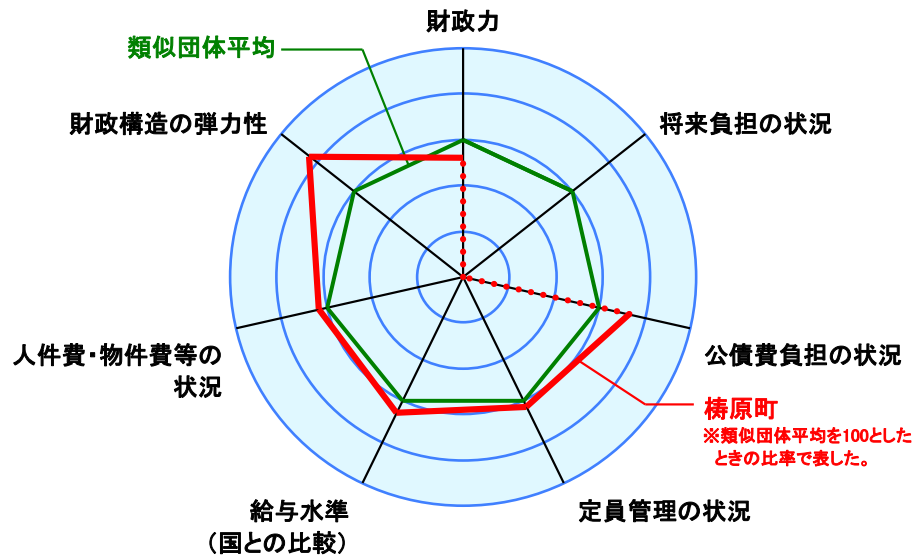 財政力
類似団体平均
財政構造の弾力性
将来負担の状況
人件費・物件費等の
状況
公債費負担の状況
梼原町
※類似団体平均を100とした
ときの比率で表した。
給与水準
（国との比較）
定員管理の状況